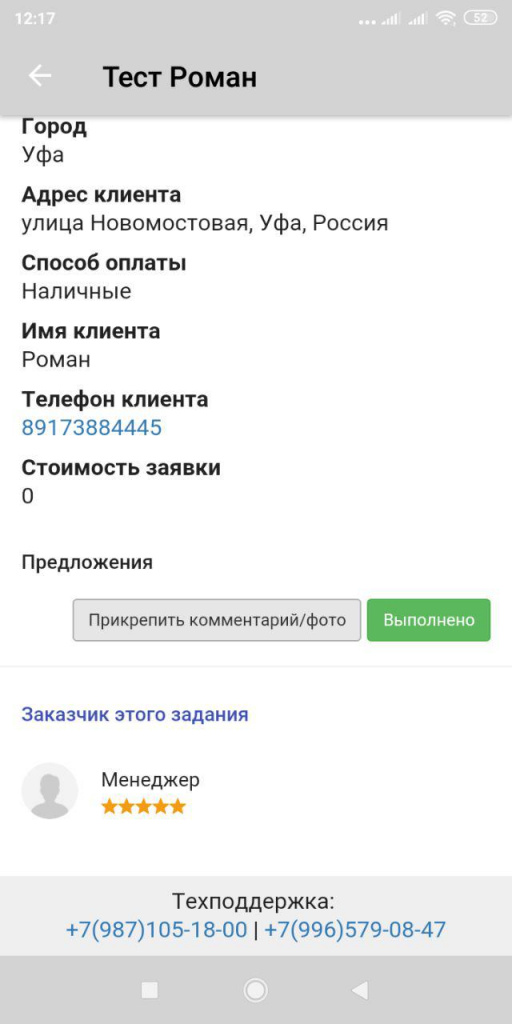 12:17
52
Тест Роман
Город
Уфа
Адрес клиента
улица Новомостовая, Уфа, Россия
Способ оплаты
Наличные
Имя клиента
Роман
Телефон клиента
89173884445
Стоимость заявки
0
Предложения
Прикрепить комментарий/фото
Выполнено
Заказчик этого задания
Менеджер
Техподдержка:
+7(987)105-18-00 | +7(996)579-08-47